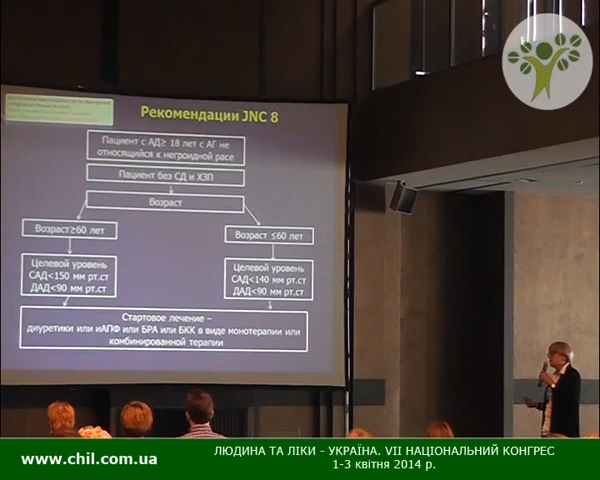 Рекомендации JNC 8
Пациент с АД≥ 18 лет с АГ не
относящийся к негроидной расе
Пациент без СД и ХЗП
Возраст
Возраст≥60 лет
Возраст ≤60 лет
Целевой уровень
САД<150 мм рт.ст
ДАД<90 мм рт.ст
Целевой уровень
САД<140 мм рт.ст
ДАД<90 мм рт.ст
Стартовое лечение –
диуретики или иАПФ или БРА или БКК в виде монотерапии или
комбинированной терапии
www.chil.com.ua
ЛЮДИНА ТА ЛІКИ - УКРАЇНА. VII НАЦІОНАЛЬНИЙ КОНГРЕС
1-3 квітня 2014 р.